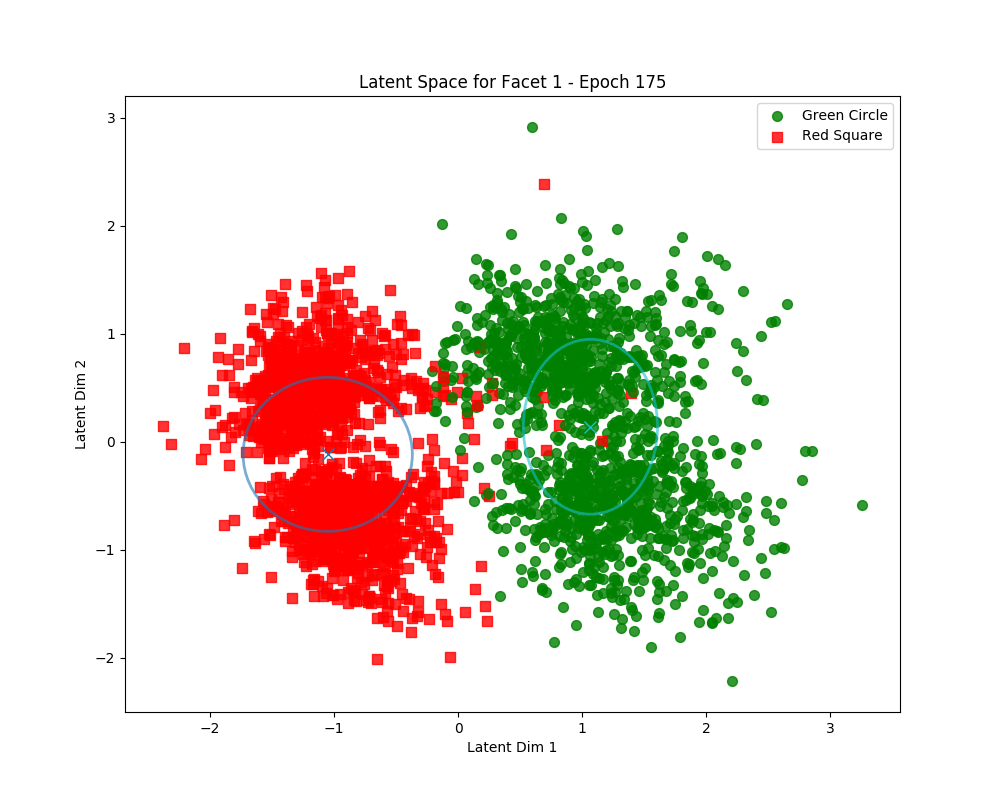 Latent Space for Facet 1 - Epoch 175
Green Circle
Red Square
3
2
1
0
−1
−2
Latent Dim 2
−2
−1
0
1
2
3
Latent Dim 1